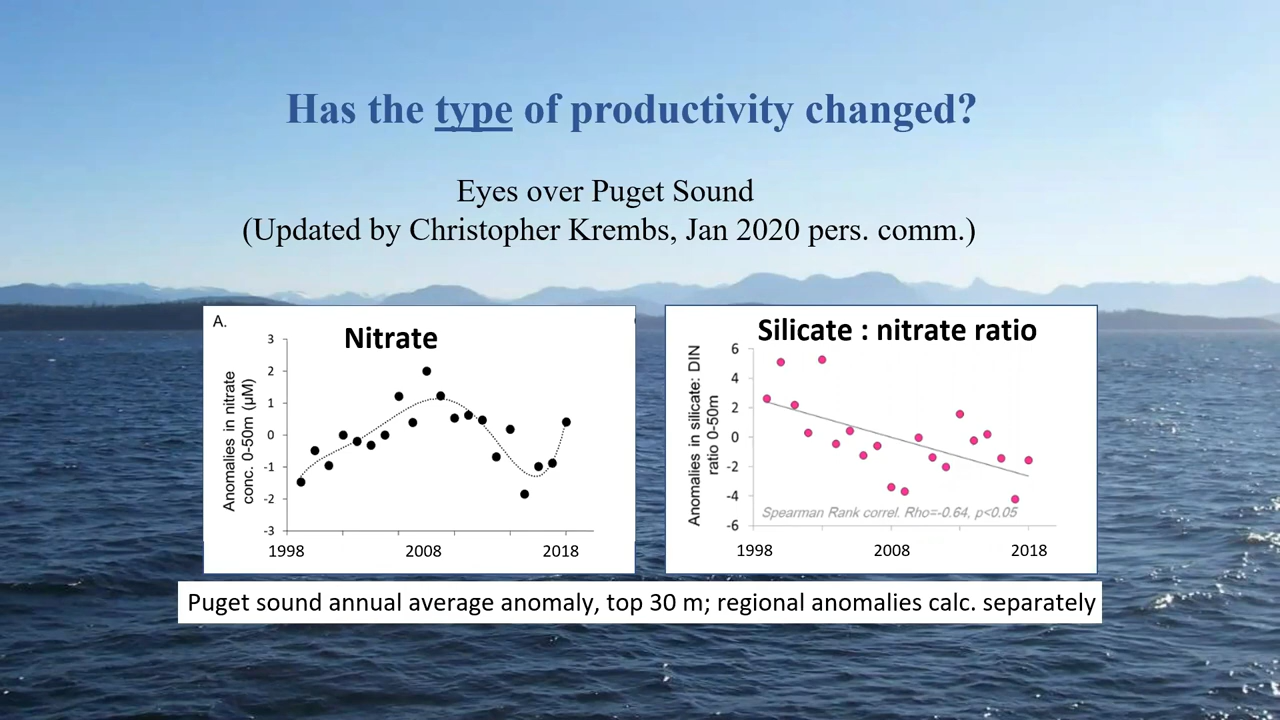 Has the type of productivity changed?
Eyes over Puget Sound
(Updated by Christopher Krembs, Jan 2020 pers. comm.)
A.
Nitrate
Anomalies in nitrate
conc. 0-50m (µM)
3
2
1
0
-1
-2
-3
1998
2008
2018
Silicate : nitrate ratio
Anomalies in silicate: DIN
ratio 0-50m
6
4
2
0
-2
-4
-6
Spearman Rank correl. Rho=-0.64, p<0.05
1998
2008
2018
Puget sound annual average anomaly, top 30 m; regional anomalies calc. separately